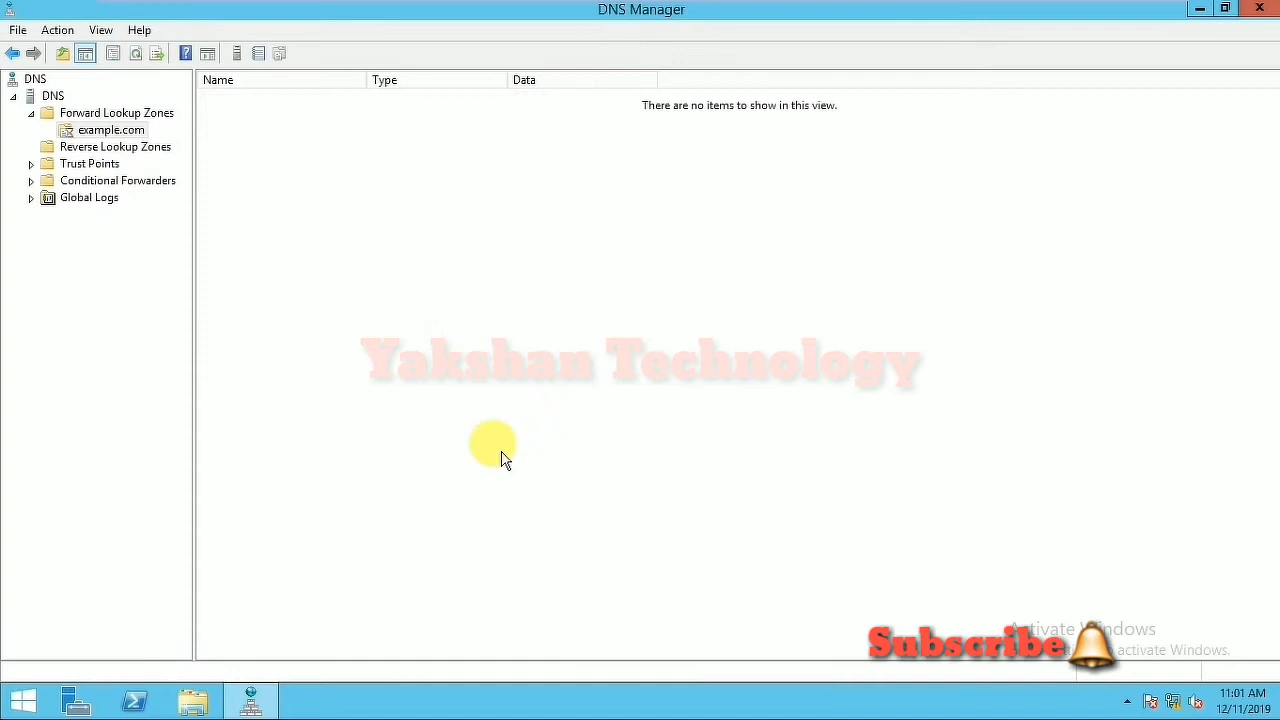 DNS Manager
File Action View Help
Name Type Data
DNS
DNS
Forward Lookup Zones
example.com
Reverse Lookup Zones
Trust Points
Conditional Forwarders
Global Logs
There are no items to show in this view.
Yakshan Technology
Subscribe
Activate Windows
activate Windows.
11:01 AM
12/11/2019